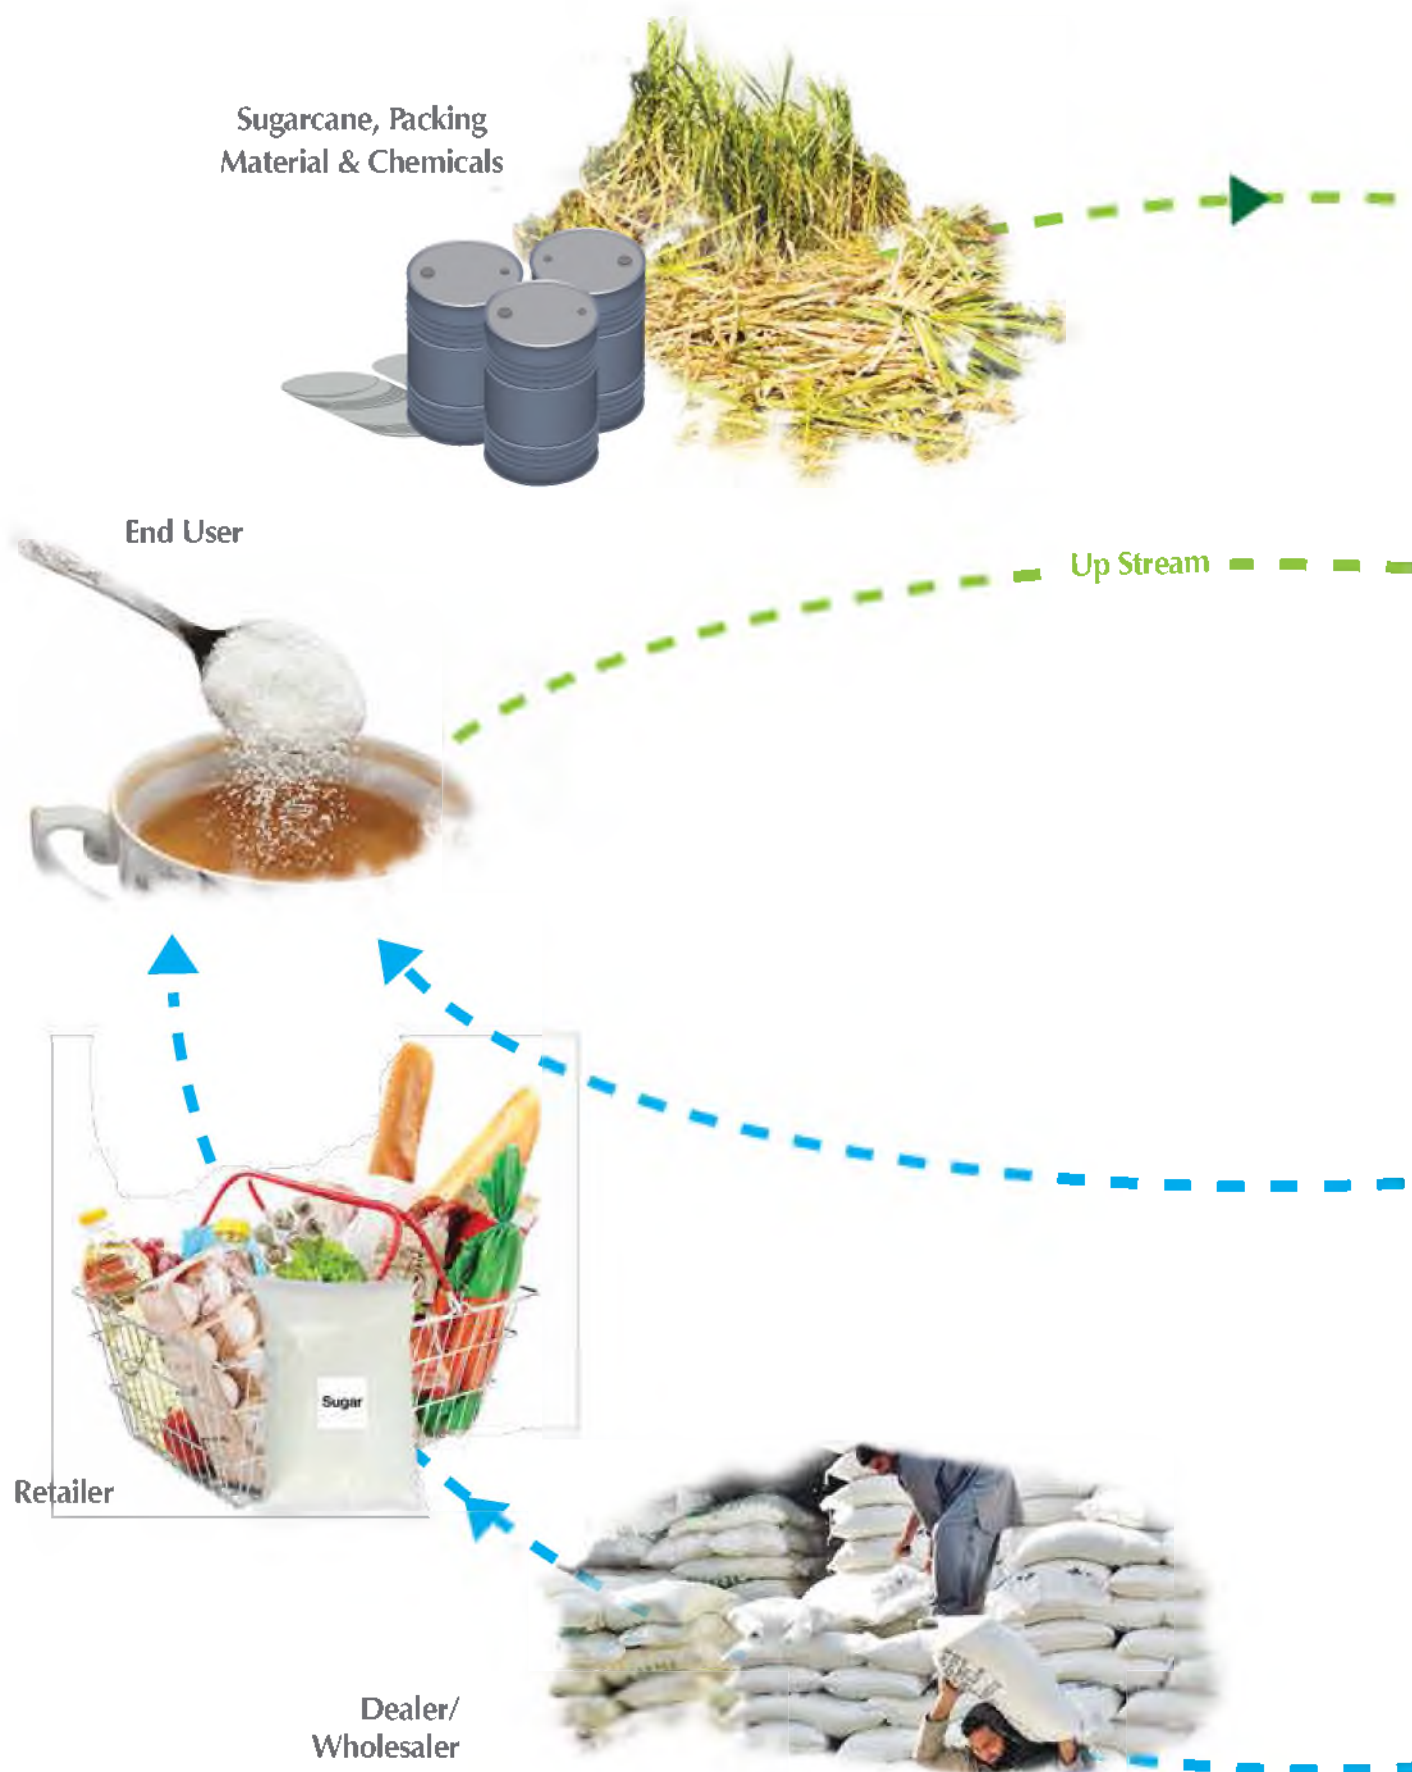 Sugarcane, Packing
Material & Chemicals
End User
Up Stream
Sugar
Retailer
Dealer/
Wholesaler